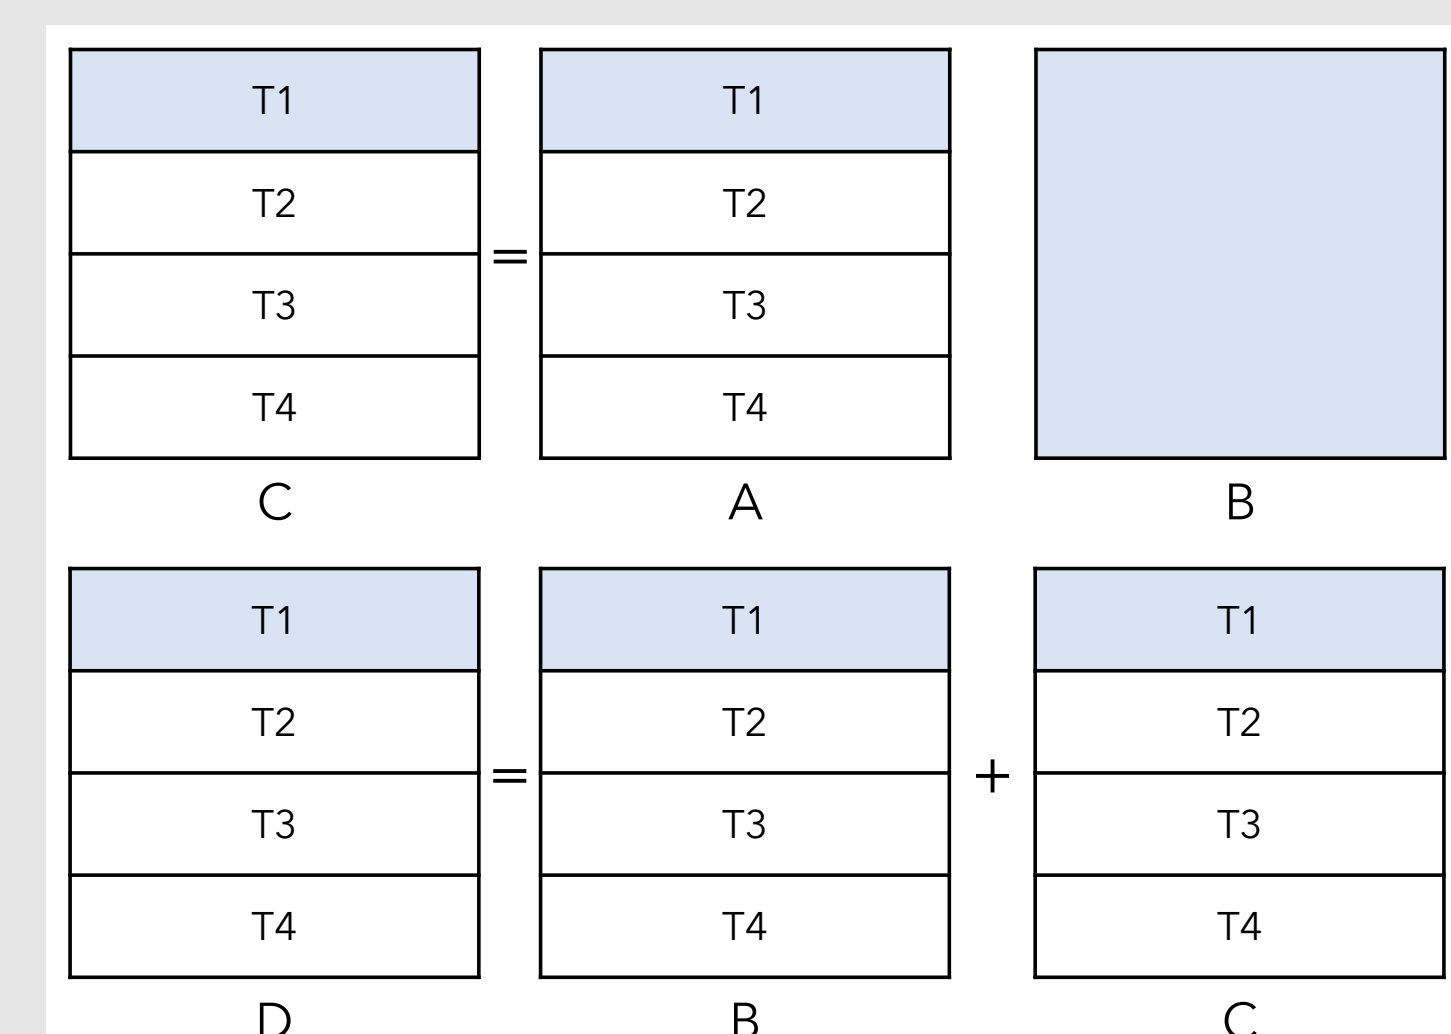 T1 T1
T2 T2
=
T3 T3
T4 T4
C A B
T1 T1 T1
T2 T2 T2
= +
T3 T3 T3
T4 T4 T4
D B C